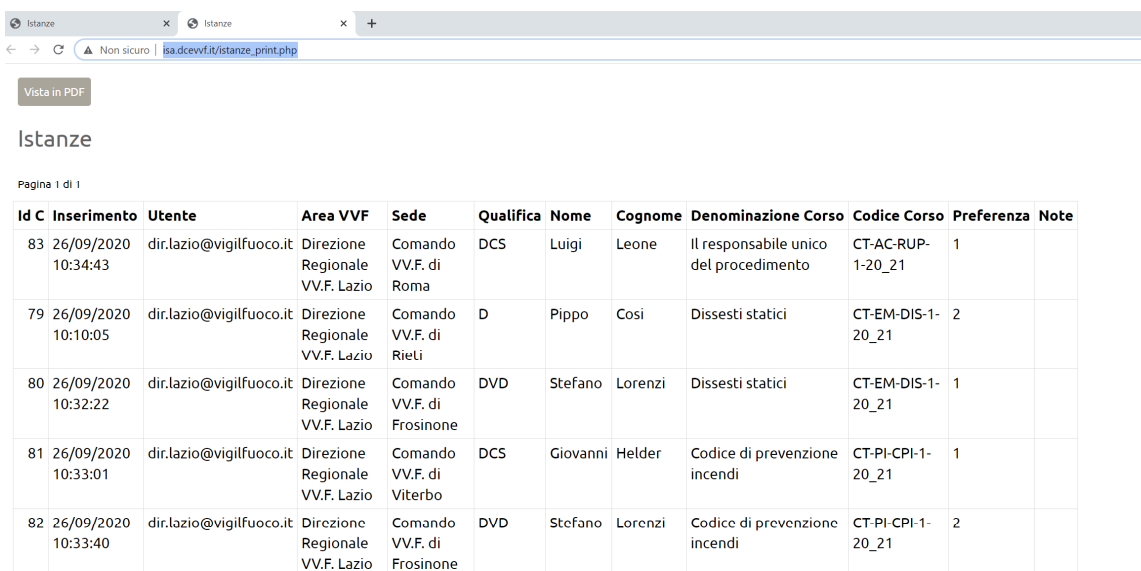 Istanze
Istanze
Non sicuro | isa.dcevvf.it/istanze_print.php
Vista in PDF
Istanze
Pagina 1 di 1
Id C Inserimento Utente Area VVF Sede Qualifica Nome Cognome Denominazione Corso Codice Corso Preferenza Note
83 26/09/2020 dir.lazio@vigilfuoco.it Direzione Comando DCS Luigi Leone Il responsabile unico CT-AC-RUP- 1
10:34:43 Regionale VV.F. di del procedimento 1-20_21
VV.F. Lazio Roma
79 26/09/2020 dir.lazio@vigilfuoco.it Direzione Comando D Pippo Cosi Dissesti statici CT-EM-DIS-1- 2
10:10:05 Regionale VV.F. di 20_21
VV.F. Lazio Rieti
80 26/09/2020 dir.lazio@vigilfuoco.it Direzione Comando DVD Stefano Lorenzi Dissesti statici CT-EM-DIS-1- 1
10:32:22 Regionale VV.F. di 20_21
VV.F. Lazio Frosinone
81 26/09/2020 dir.lazio@vigilfuoco.it Direzione Comando DCS Giovanni Helder Codice di prevenzione CT-PI-CPI-1- 1
10:33:01 Regionale VV.F. di incendi 20_21
VV.F. Lazio Viterbo
82 26/09/2020 dir.lazio@vigilfuoco.it Direzione Comando DVD Stefano Lorenzi Codice di prevenzione CT-PI-CPI-1- 2
10:33:40 Regionale VV.F. di incendi 20_21
VV.F. Lazio Frosinone